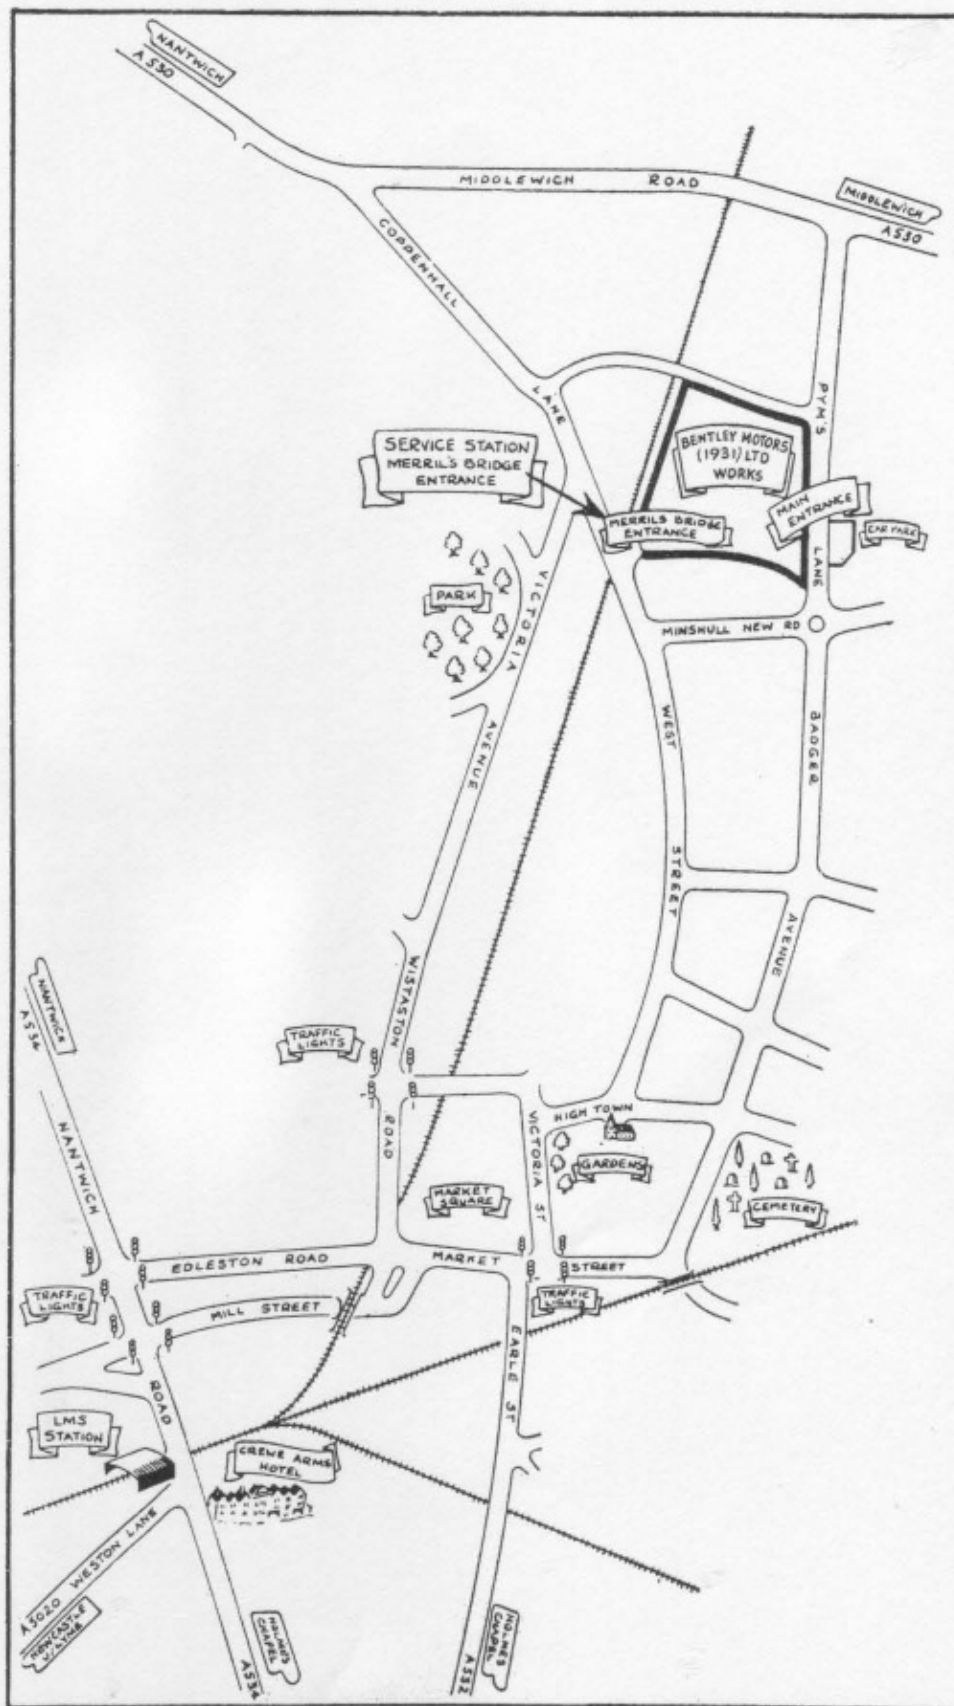 NANTWICH
A 530
MIDDLEWICH ROAD
MIDDLEWICH
A530
COPPENHALL
LANE
PYM'S
LANE
SERVICE STATION
MERRIL'S BRIDGE
ENTRANCE
BENTLEY MOTORS
(1931) LTD
WORKS
MAIN
ENTRANCE
MERRILS BRIDGE
ENTRANCE
CAR PARK
PARK
VICTORIA
AVENUE
MINSHULL NEW RD
WEST
STREET
BADGER
AVENUE
NANTWICH
A534
WISTASTON
ROAD
TRAFFIC
LIGHTS
HIGH TOWN
VICTORIA ST
GARDENS
NANTWICH
ROAD
MARKET
SQUARE
CEMETERY
EDLESTON ROAD
MARKET
STREET
TRAFFIC
LIGHTS
TRAFFIC
LIGHTS
MILL STREET
EARLE ST
L.M.S
STATION
CREWE ARMS
HOTEL
A5020 WESTON LANE
NEWCASTLE
U/LYME
HOLMES
CHAPEL
A534
HOLMES
CHAPEL
A532